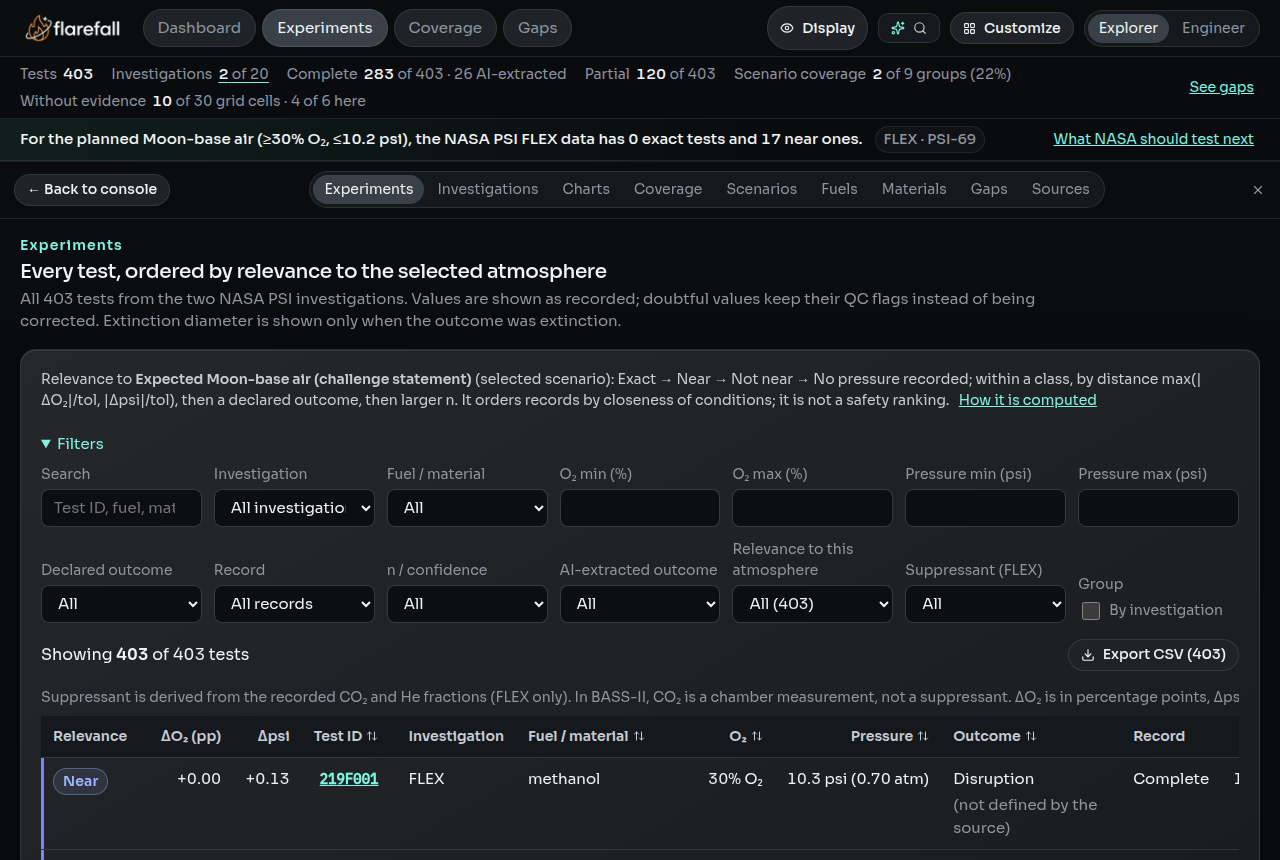 flarefall Dashboard Experiments Coverage Gaps Display Customize Explorer Engineer
Tests 403 Investigations 2 of 20 Complete 283 of 403 · 26 AI-extracted Partial 120 of 403 Scenario coverage 2 of 9 groups (22%)
Without evidence 10 of 30 grid cells · 4 of 6 here
See gaps
For the planned Moon-base air (≥30% O₂, ≤10.2 psi), the NASA PSI FLEX data has 0 exact tests and 17 near ones. FLEX · PSI-69 What NASA should test next
← Back to console Experiments Investigations Charts Coverage Scenarios Fuels Materials Gaps Sources ×
Experiments
Every test, ordered by relevance to the selected atmosphere
All 403 tests from the two NASA PSI investigations. Values are shown as recorded; doubtful values keep their QC flags instead of being
corrected. Extinction diameter is shown only when the outcome was extinction.
Relevance to Expected Moon-base air (challenge statement) (selected scenario): Exact → Near → Not near → No pressure recorded; within a class, by distance max(|
ΔO₂|/tol, |Δpsi|/tol), then a declared outcome, then larger n. It orders records by closeness of conditions; it is not a safety ranking. How it is computed
▼ Filters
Search Investigation Fuel / material O₂ min (%) O₂ max (%) Pressure min (psi) Pressure max (psi)
Test ID, fuel, mat All investigatio All
Declared outcome Record n / confidence AI-extracted outcome Relevance to this
atmosphere Suppressant (FLEX) Group
All All records All All All (403) All By investigation
Showing 403 of 403 tests Export CSV (403)
Suppressant is derived from the recorded CO₂ and He fractions (FLEX only). In BASS-II, CO₂ is a chamber measurement, not a suppressant. ΔO₂ is in percentage points, Δps
Relevance ΔO₂ (pp) Δpsi Test ID ↑↓ Investigation Fuel / material ↑↓ O₂ ↑↓ Pressure ↑↓ Outcome ↑↓ Record
Near +0.00 +0.13 219F001 FLEX methanol 30% O₂ 10.3 psi (0.70 atm) Disruption Complete
(not defined by the
source)